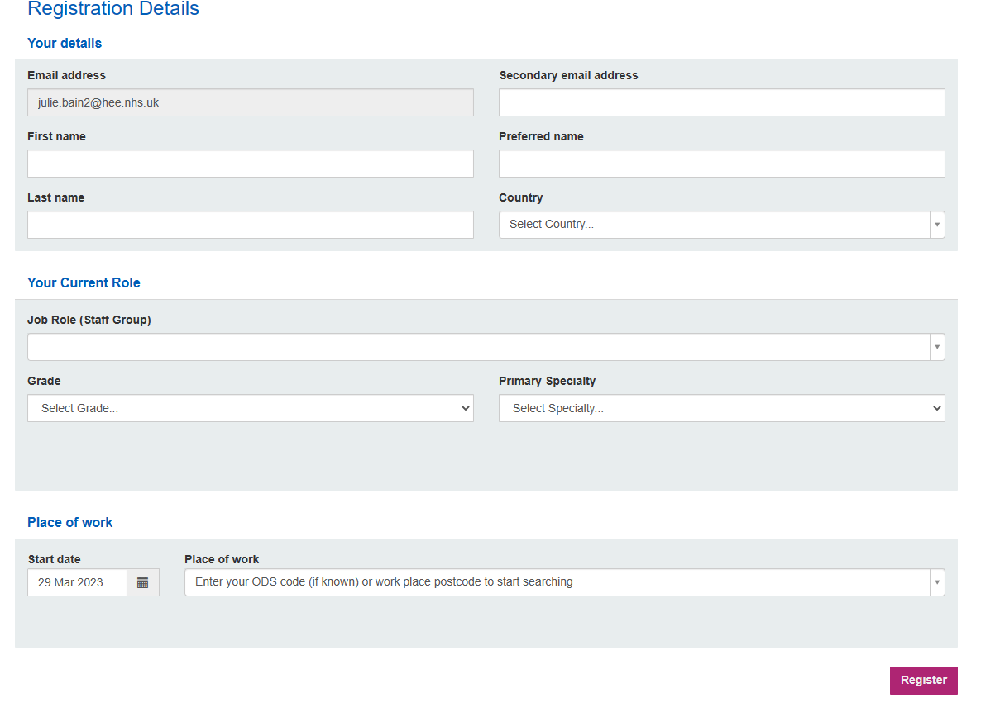 Registration Details
Your details
Email address
Secondary email address
julie.bain2@hee.nhs.uk
First name
Preferred name
Last name
Country
Select Country...
Your Current Role
Job Role (Staff Group)
Grade
Primary Specialty
Select Grade...
Select Specialty...
Place of work
Start date
Place of work
29 Mar 2023
Enter your ODS code (if known) or work place postcode to start searching
Register